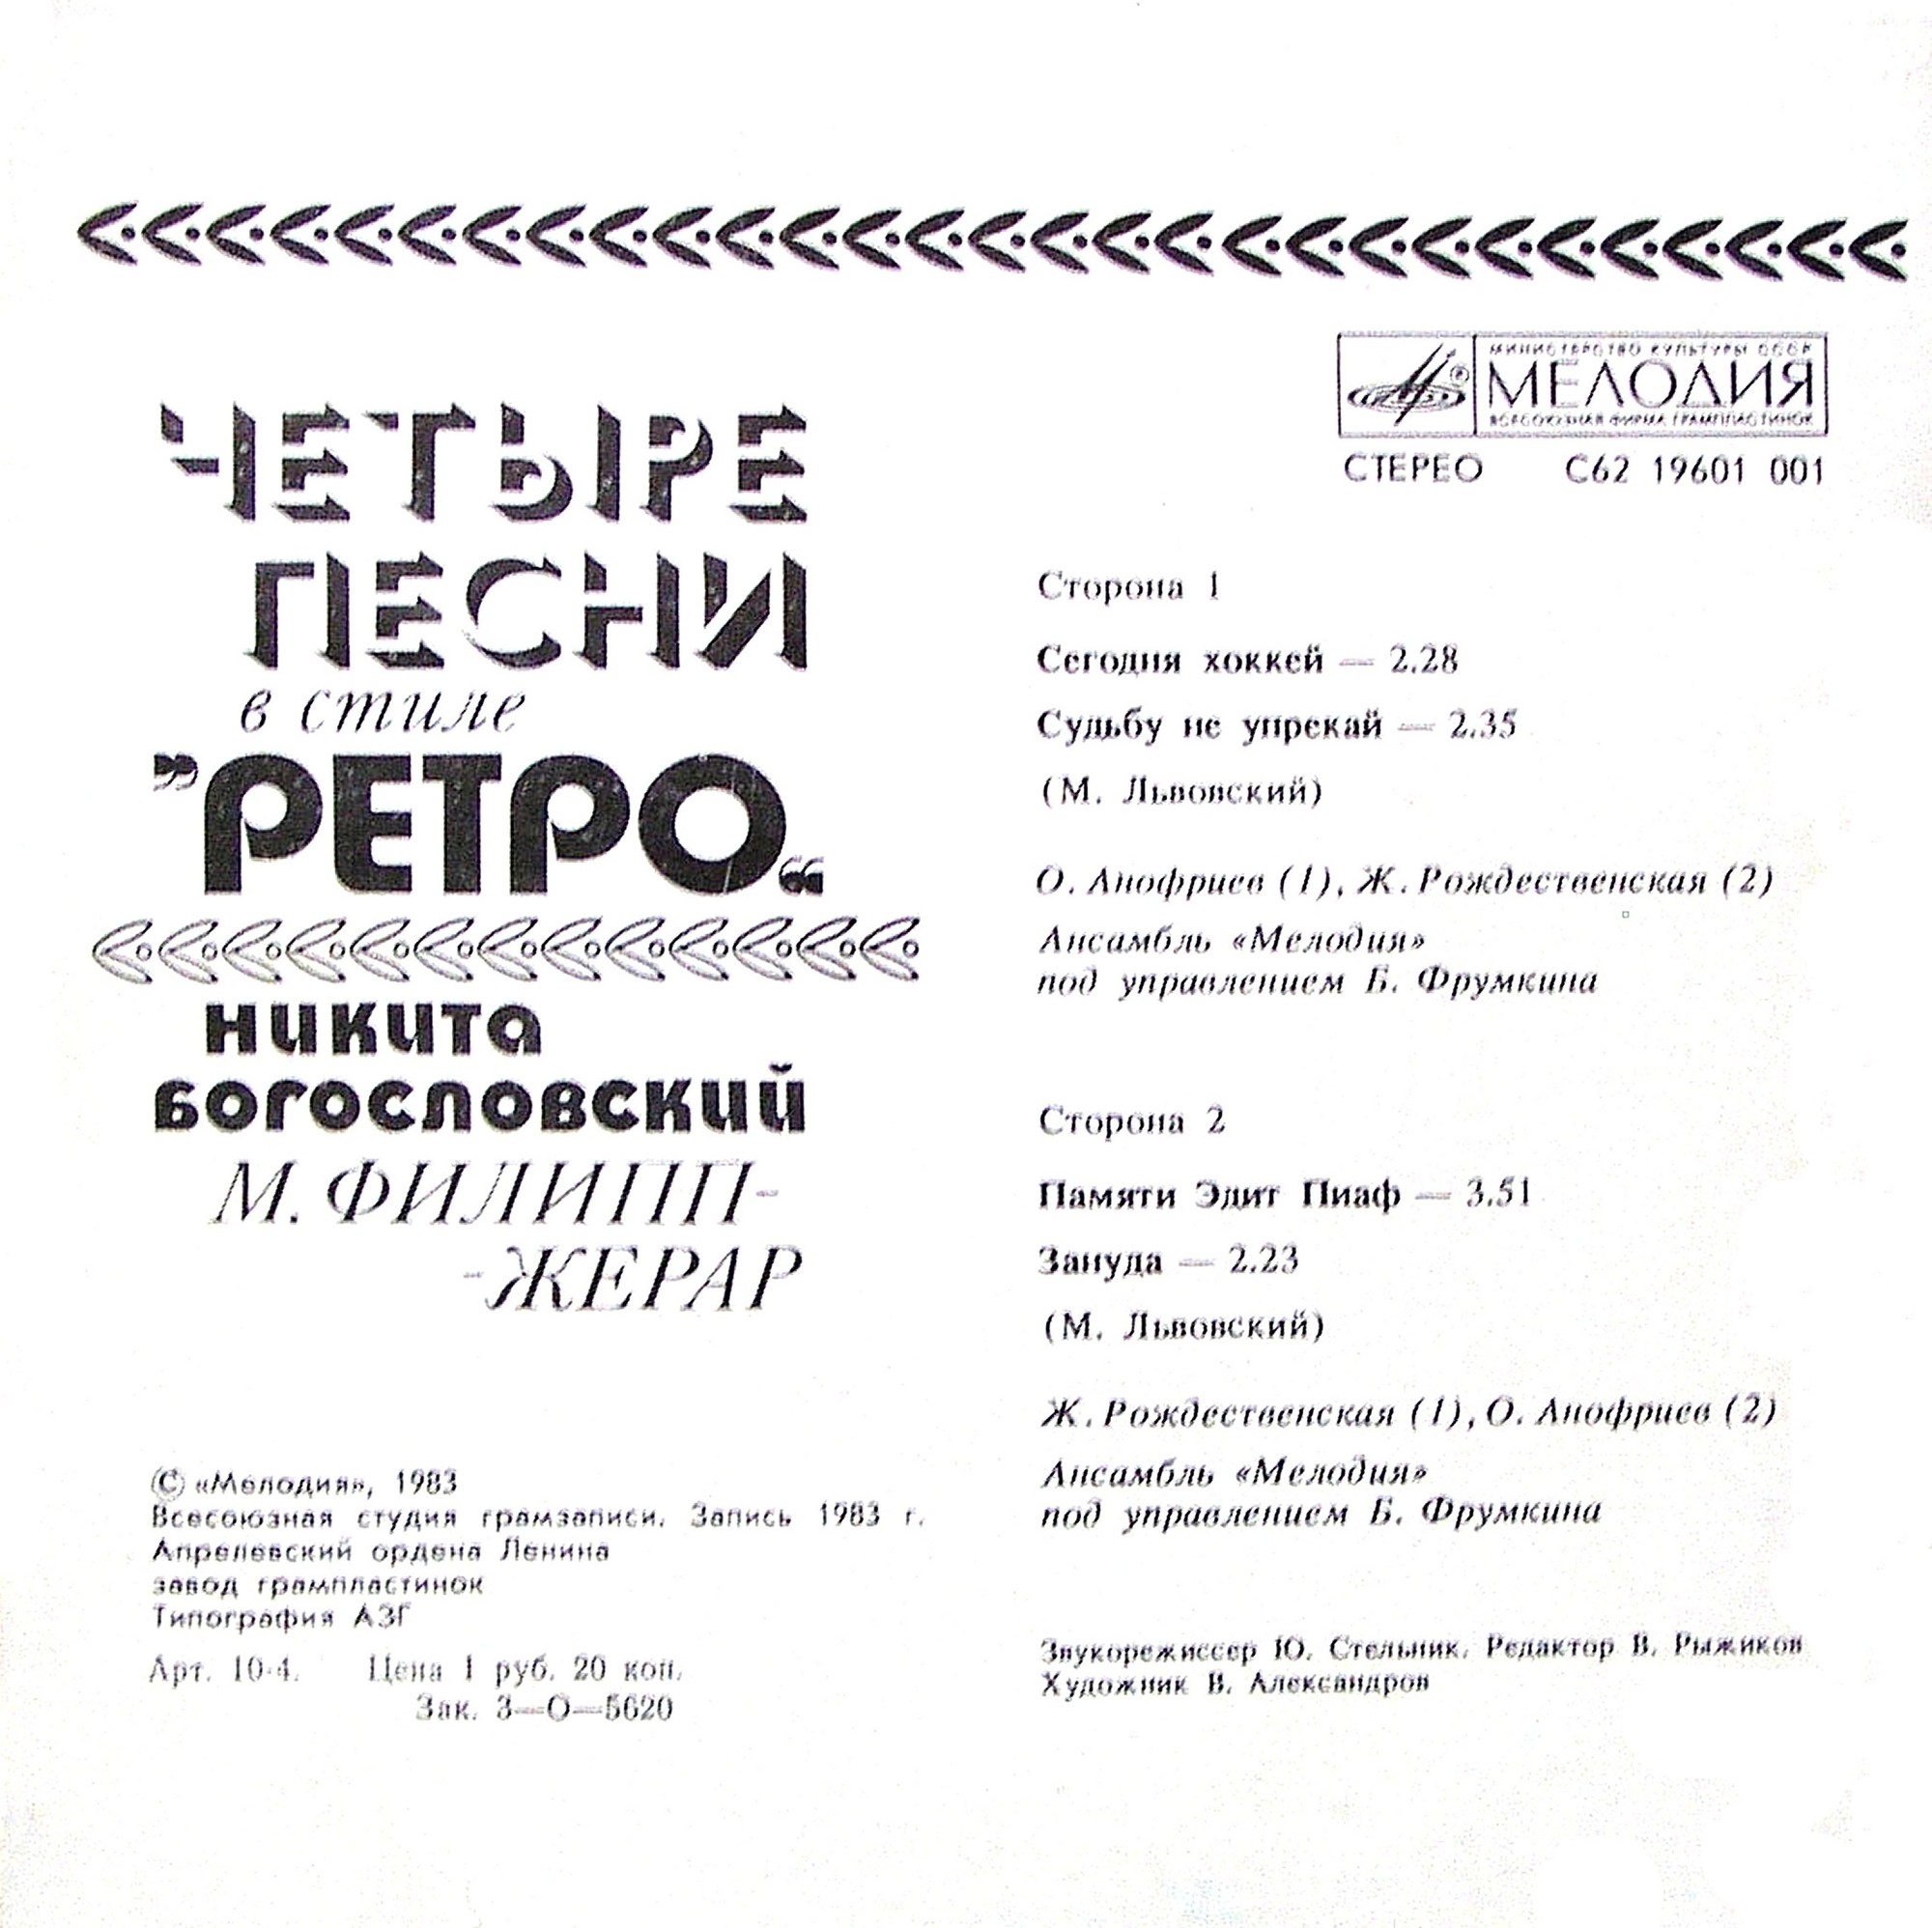 ЧЕТЫРЕ
ПЕСНИ
в стиле
„РЕТРО“
НИКИТА
БОГОСЛОВСКИЙ
М. ФИЛИПП-
-ЖЕРАР
© «Мелодия», 1983
Всесоюзная студия грамзаписи. Запись 1983 г.
Апрелевский ордена Ленина
завод грампластинок
Типография АЗГ
Арт. 10-4. Цена 1 руб. 20 коп.
Зак. 3—О—5620
МИНИСТЕРСТВО КУЛЬТУРЫ СССР
МЕЛОДИЯ
ВСЕСОЮЗНАЯ ФИРМА ГРАМПЛАСТИНОК
СТЕРЕО С62 19601 001
Сторона 1
Сегодня хоккей — 2.28
Судьбу не упрекай — 2.35
(М. Львовский)
О. Анофриев (1), Ж. Рождественская (2)
Ансамбль «Мелодия»
под управлением Б. Фрумкина
Сторона 2
Памяти Эдит Пиаф — 3.51
Зануда — 2.23
(М. Львовский)
Ж. Рождественская (1), О. Анофриев (2)
Ансамбль «Мелодия»
под управлением Б. Фрумкина
Звукорежиссер Ю. Стельник. Редактор В. Рыжиков
Художник В. Александров